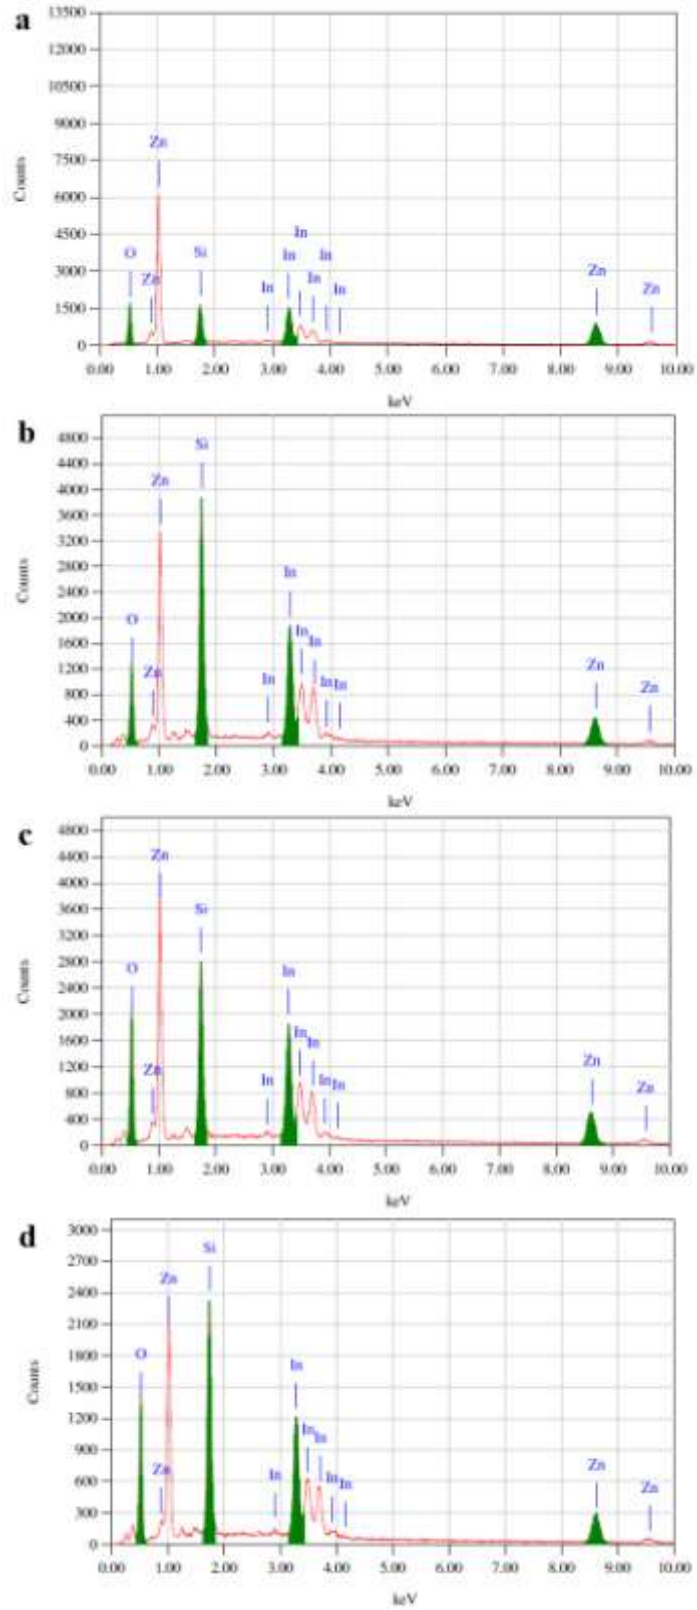 a
13500
12000
10500
9000
7500
6000
4500
3000
1500
0
Counts
Zn
O
Zn
Si
In
In
In
In
In
In
Zn
Zn
0.00 1.00 2.00 3.00 4.00 5.00 6.00 7.00 8.00 9.00 10.00
keV
b
4800
4400
4000
3600
3200
2800
2400
2000
1600
1200
800
400
0
Counts
Si
Zn
O
Zn
In
In
In
In
In
In
Zn
Zn
0.00 1.00 2.00 3.00 4.00 5.00 6.00 7.00 8.00 9.00 10.00
keV
c
4800
4400
4000
3600
3200
2800
2400
2000
1600
1200
800
400
0
Counts
Zn
Si
O
Zn
In
In
In
In
In
In
Zn
Zn
0.00 1.00 2.00 3.00 4.00 5.00 6.00 7.00 8.00 9.00 10.00
keV
d
3000
2700
2400
2100
1800
1500
1200
900
600
300
0
Counts
Si
Zn
O
Zn
In
In
In
In
In
In
Zn
Zn
0.00 1.00 2.00 3.00 4.00 5.00 6.00 7.00 8.00 9.00 10.00
keV